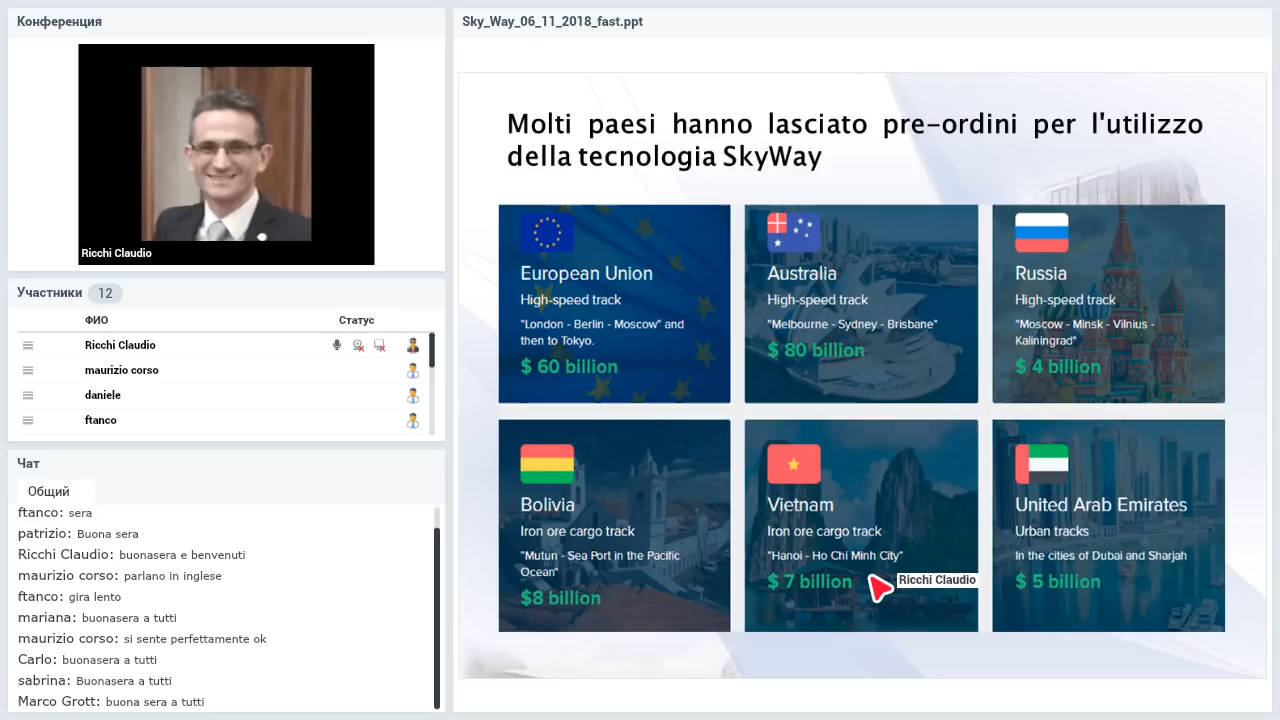 Конференция
Ricchi Claudio
Участники 12
ФИО Статус
Ricchi Claudio
maurizio corso
daniele
ftanco
Чат
Общий
ftanco: sera
patrizio: Buona sera
Ricchi Claudio: buonasera e benvenuti
maurizio corso: parlano in inglese
ftanco: gira lento
mariana: buonasera a tutti
maurizio corso: si sente perfettamente ok
Carlo: buonasera a tutti
sabrina: Buonasera a tutti
Marco Grott: buona sera a tutti
Sky_Way_06_11_2018_fast.ppt
Molti paesi hanno lasciato pre-ordini per l'utilizzo
della tecnologia SkyWay
European Union
High-speed track
"London - Berlin - Moscow" and
then to Tokyo.
$ 60 billion
Australia
High-speed track
"Melbourne - Sydney - Brisbane"
$ 80 billion
Russia
High-speed track
"Moscow - Minsk - Vilnius -
Kaliningrad"
$ 4 billion
Bolivia
Iron ore cargo track
"Mutun - Sea Port in the Pacific
Ocean"
$8 billion
Vietnam
Iron ore cargo track
"Hanoi - Ho Chi Minh City"
$ 7 billion
Ricchi Claudio
United Arab Emirates
Urban tracks
In the cities of Dubai and Sharjah
$ 5 billion